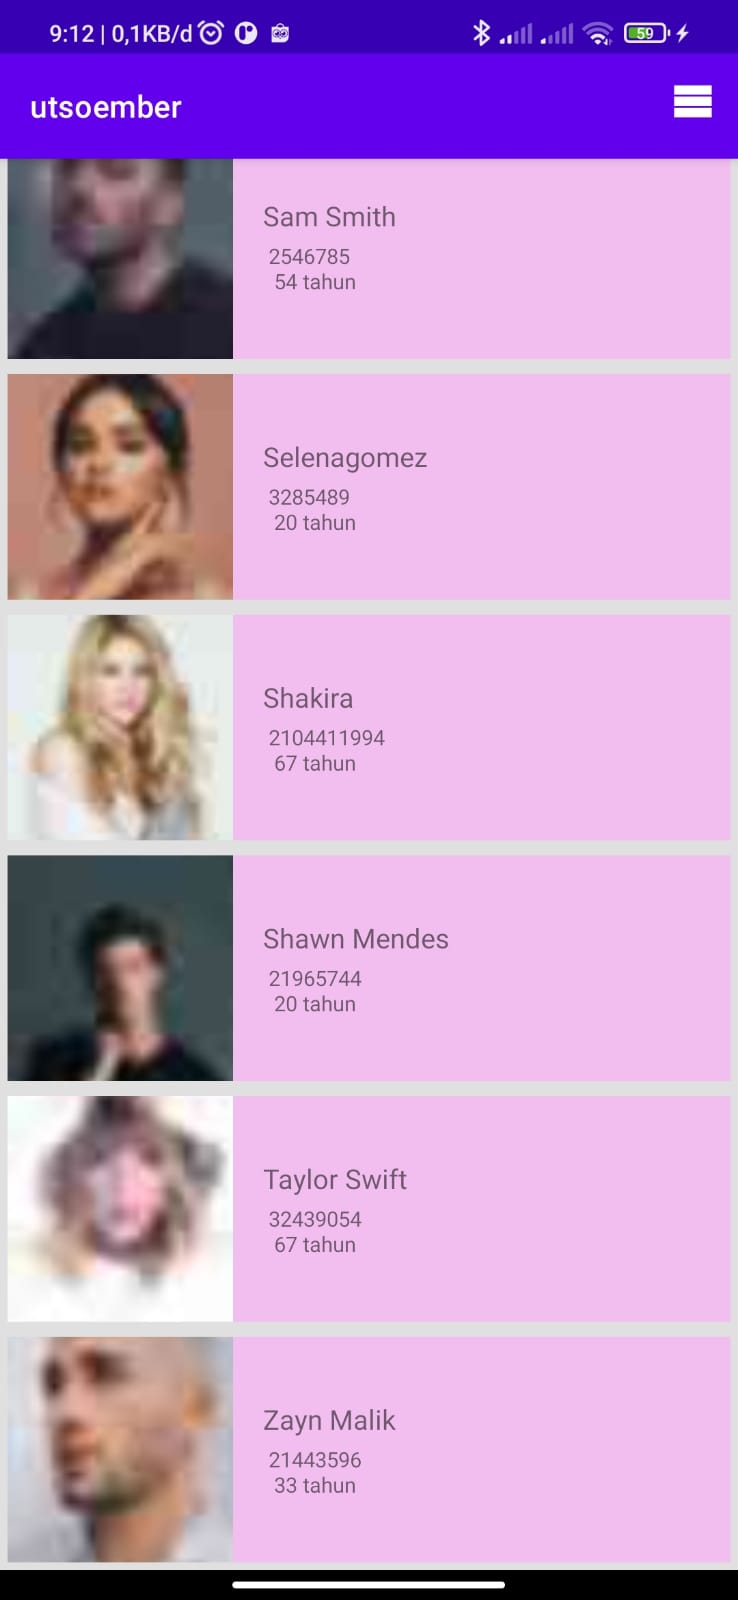 9:12 | 0,1KB/d
59
utsoember
Sam Smith
2546785
54 tahun
Selenagomez
3285489
20 tahun
Shakira
2104411994
67 tahun
Shawn Mendes
21965744
20 tahun
Taylor Swift
32439054
67 tahun
Zayn Malik
21443596
33 tahun